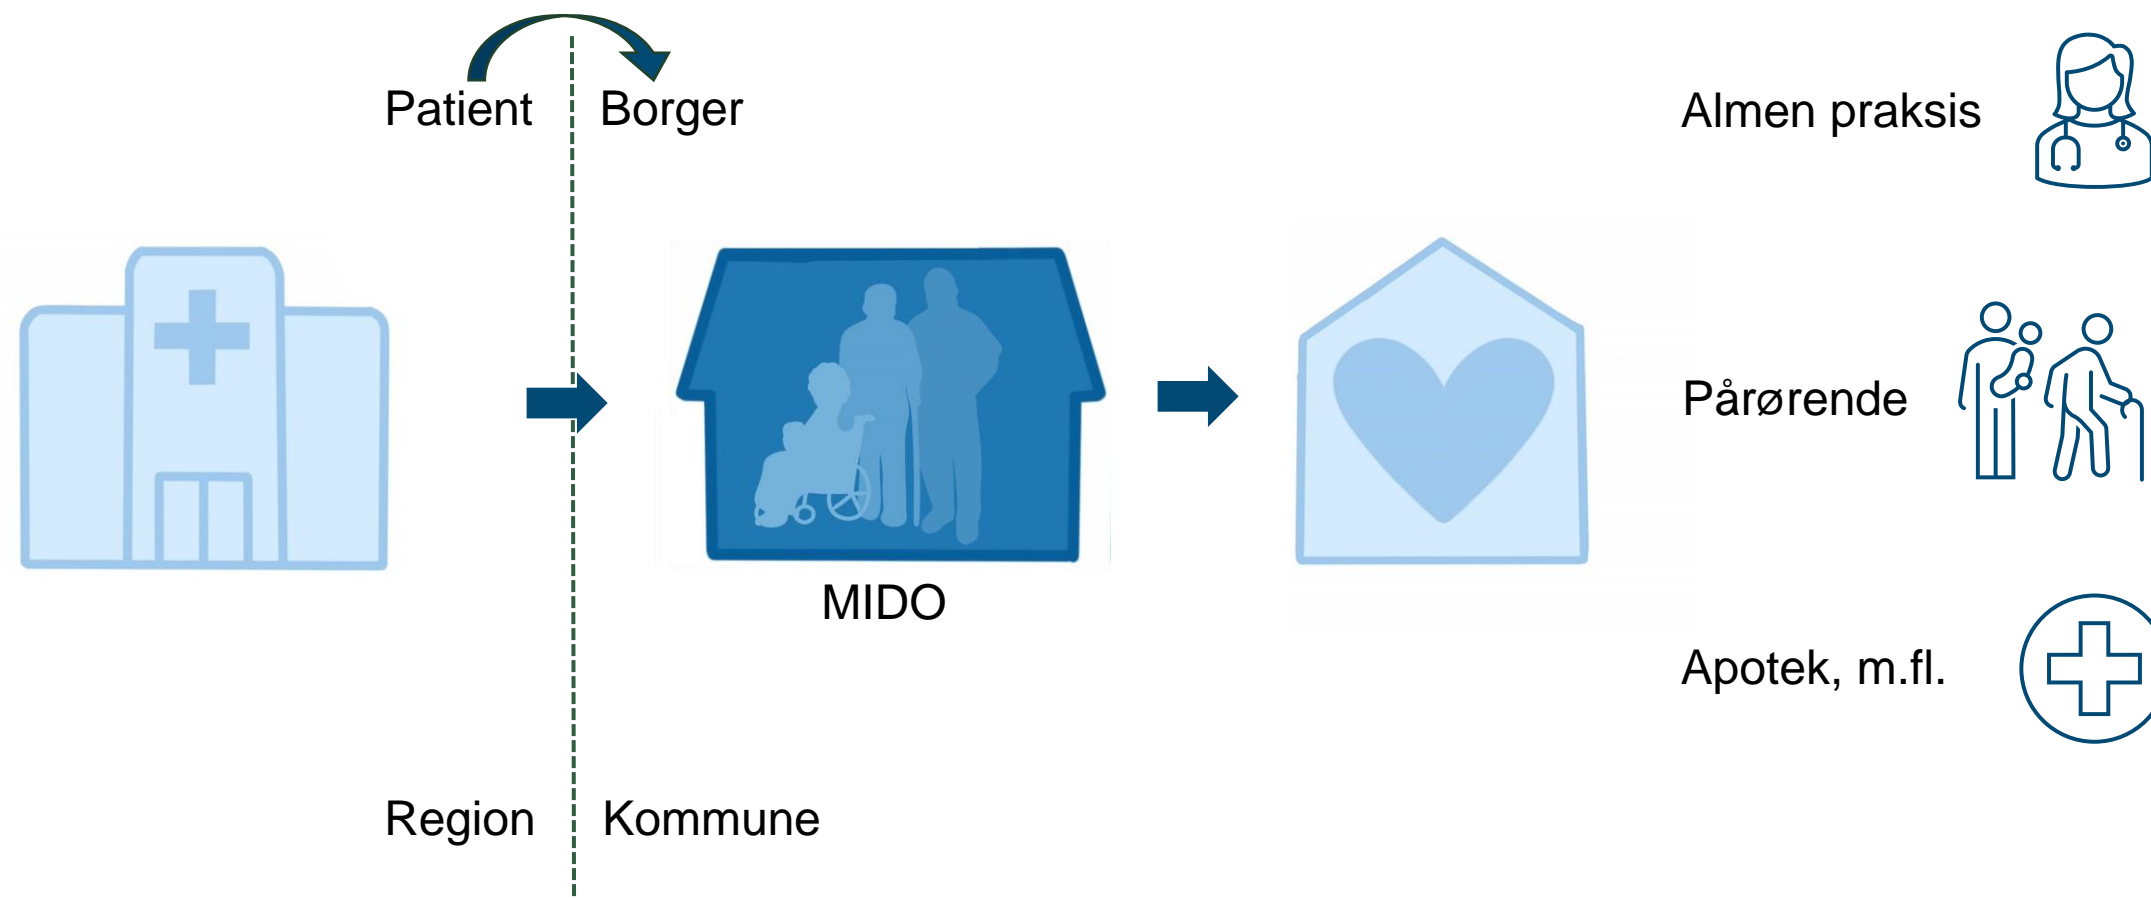 Patient
Borger
Almen praksis
Pårørende
MIDO
Apotek, m.fl.
Region
Kommune